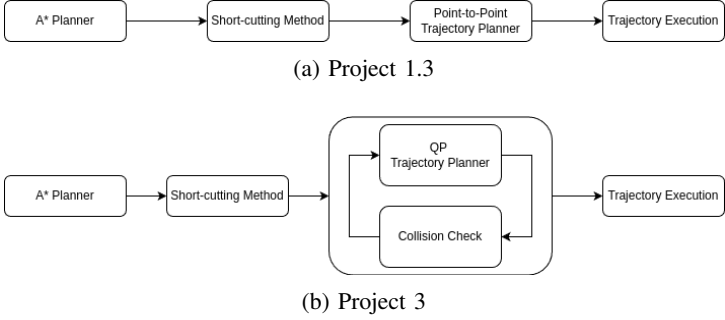 A* Planner
Short-cutting Method
Point-to-Point
Trajectory Planner
Trajectory Execution
(a) Project 1.3
A* Planner
Short-cutting Method
QP
Trajectory Planner
Collision Check
Trajectory Execution
(b) Project 3